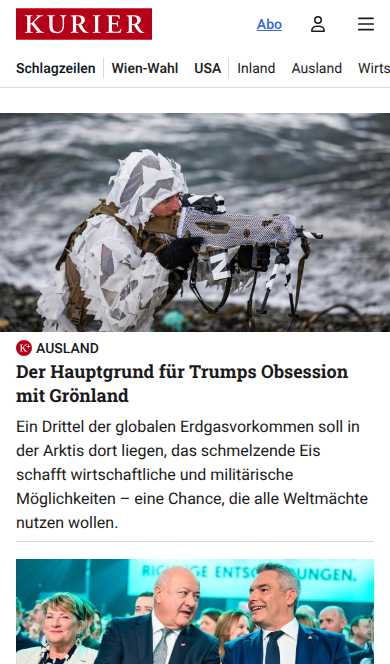 KURIER
Abo
Schlagzeilen
Wien-Wahl
USA
Inland
Ausland
Wirts
N
K+ AUSLAND
Der Hauptgrund für Trumps Obsession
mit Grönland
Ein Drittel der globalen Erdgasvorkommen soll in
der Arktis dort liegen, das schmelzende Eis
schafft wirtschaftliche und militärische
Möglichkeiten – eine Chance, die alle Weltmächte
nutzen wollen.
RICHTIGE ENTSC
UNGEN.